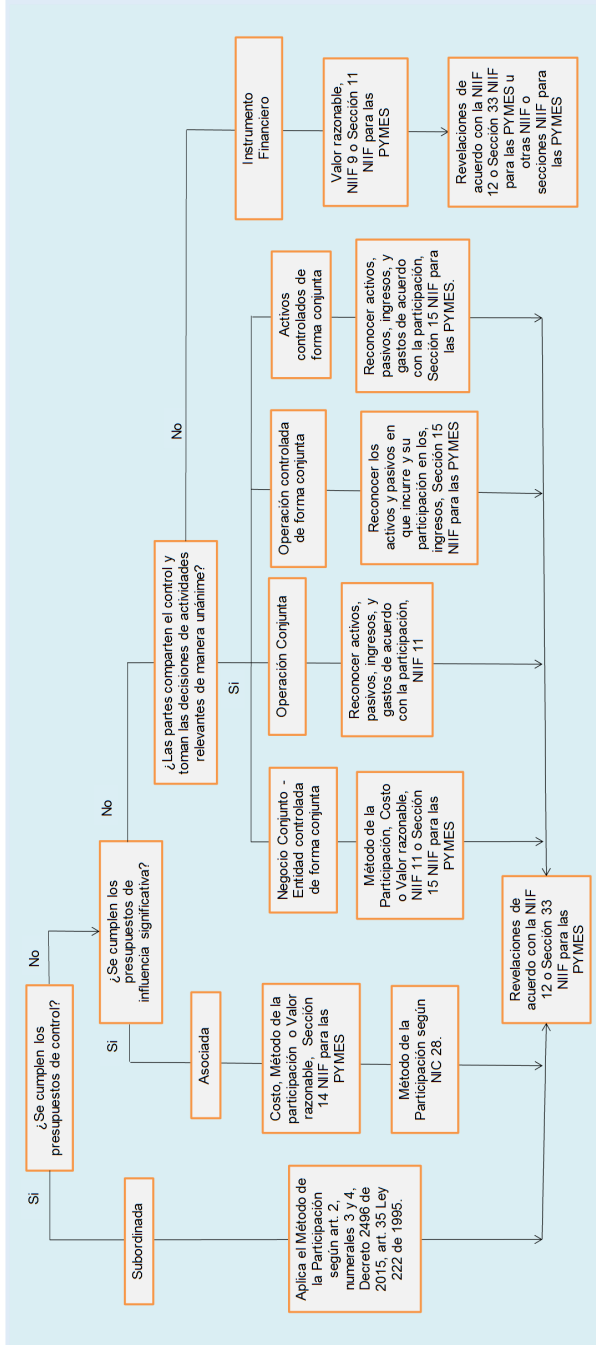 ¿Se cumplen los
presupuestos de control?
Si
No
Subordinada
Aplica el Método de
la Participación
según art. 2,
numerales 3 y 4,
Decreto 2496 de
2015, art. 35 Ley
222 de 1995.
¿Se cumplen los
presupuestos de
influencia significativa?
Si
No
Asociada
Costo, Método de la
participación o Valor
razonable, Sección
14 NIIF para las
PYMES
Método de la
Participación según
NIC 28.
¿Las partes comparten el control y
toman las decisiones de actividades
relevantes de manera unánime?
Si
No
Negocio Conjunto -
Entidad controlada
de forma conjunta
Método de la
Participación, Costo
o Valor razonable,
NIIF 11 o Sección
15 NIIF para las
PYMES
Operación Conjunta
Reconocer activos,
pasivos, ingresos, y
gastos de acuerdo
con la participación,
NIIF 11
Operación controlada
de forma conjunta
Reconocer los
activos y pasivos en
que incurre y su
participación en los,
ingresos, Sección 15
NIIF para las PYMES
Activos
controlados de
forma conjunta
Reconocer activos,
pasivos, ingresos, y
gastos de acuerdo
con la participación,
Sección 15 NIIF para
las PYMES.
Revelaciones de
acuerdo con la NIIF
12 o Sección 33
NIIF para las
PYMES
Instrumento
Financiero
Valor razonable,
NIIF 9 o Sección 11
NIIF para las
PYMES
Revelaciones de
acuerdo con la NIIF
12 o Sección 33 NIIF
para las PYMES u
otras NIIF o
secciones NIIF para
las PYMES